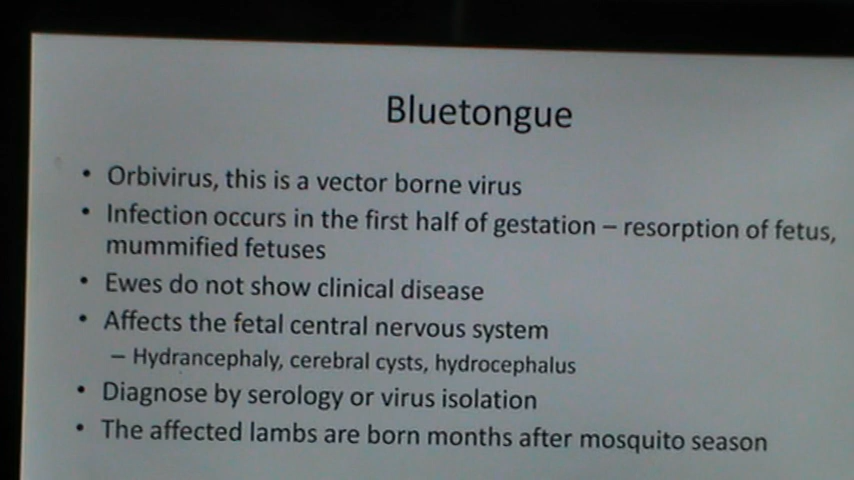 Bluetongue
• Orbivirus, this is a vector borne virus
• Infection occurs in the first half of gestation – resorption of fetus,
mummified fetuses
• Ewes do not show clinical disease
• Affects the fetal central nervous system
– Hydrancephaly, cerebral cysts, hydrocephalus
• Diagnose by serology or virus isolation
• The affected lambs are born months after mosquito season